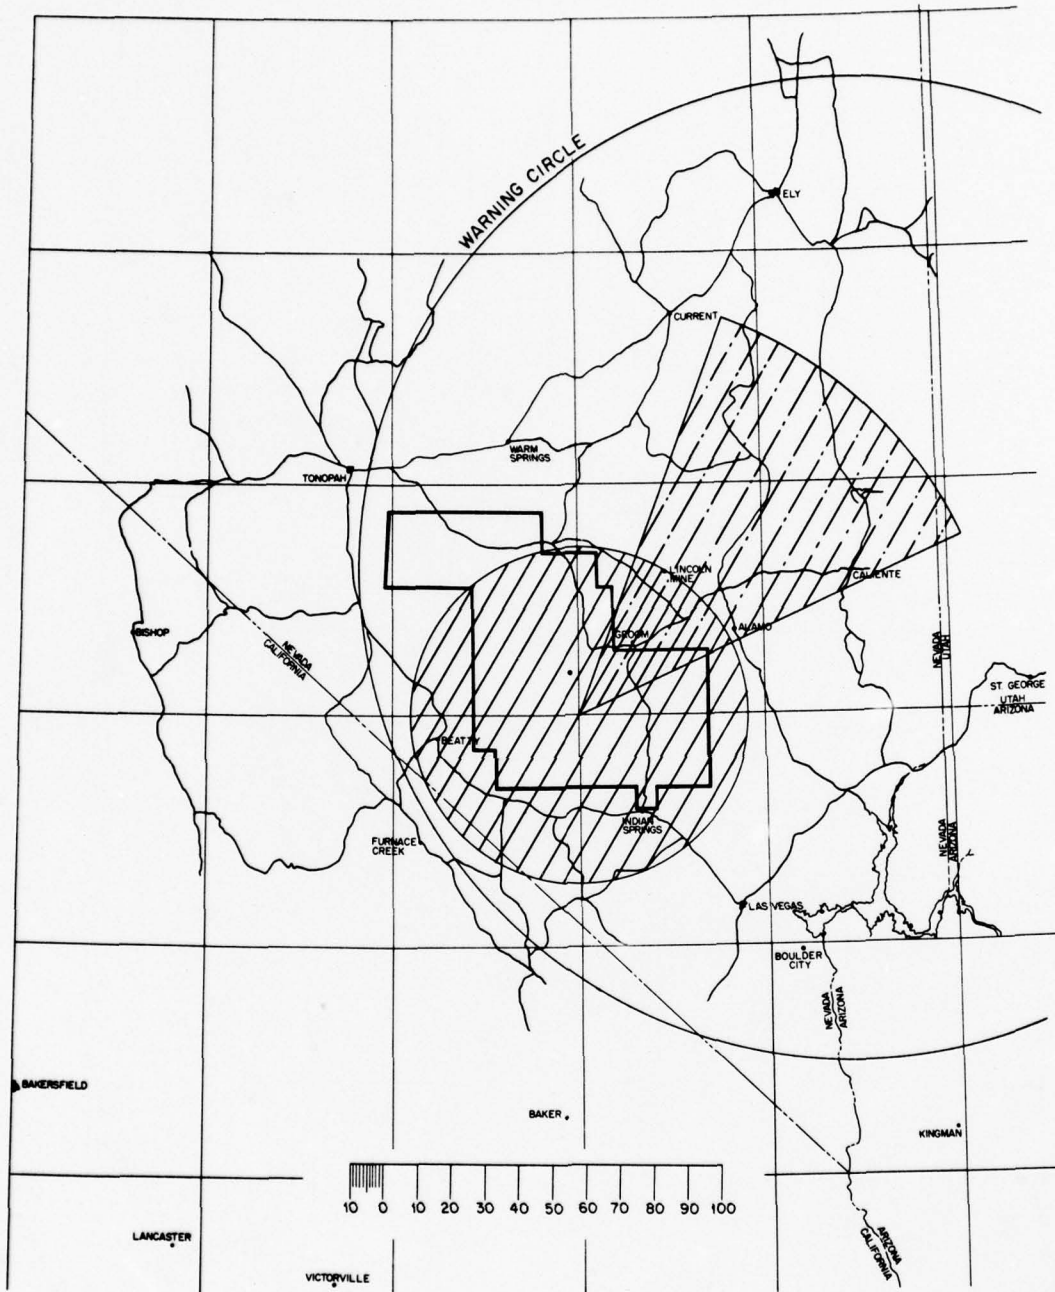 WARNING CIRCLE
ELY
CURRENT
WARM
SPRINGS
TONOPAH
LINCOLN
MINE
CALIENTE
GROOM
ALAMO
BISHOP
NEVADA
CALIFORNIA
NEVADA
UTAH
ST. GEORGE
UTAH
ARIZONA
BEATTY
INDIAN
SPRINGS
FURNACE
CREEK
NEVADA
ARIZONA
LAS VEGAS
BOULDER
CITY
NEVADA
ARIZONA
BAKERSFIELD
BAKER
KINGMAN
10 0 10 20 30 40 50 60 70 80 90 100
LANCASTER
ARIZONA
CALIFORNIA
VICTORVILLE